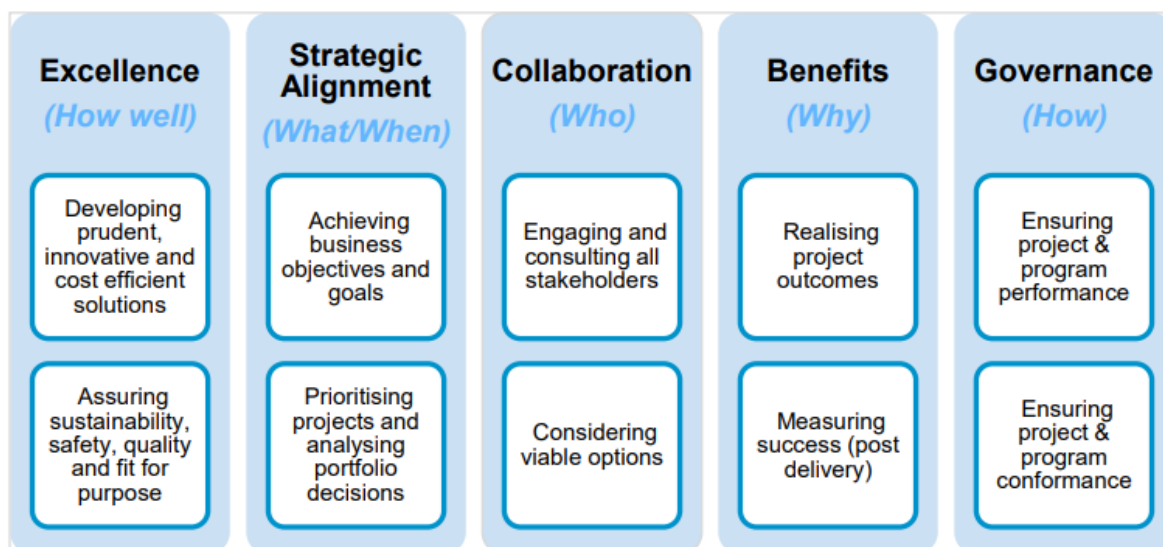 Excellence
(How well)
Developing
prudent,
innovative and
cost efficient
solutions
Assuring
sustainability,
safety, quality
and fit for
purpose
Strategic
Alignment
(What/When)
Achieving
business
objectives and
goals
Prioritising
projects and
analysing
portfolio
decisions
Collaboration
(Who)
Engaging and
consulting all
stakeholders
Considering
viable options
Benefits
(Why)
Realising
project
outcomes
Measuring
success (post
delivery)
Governance
(How)
Ensuring
project &
program
performance
Ensuring
project &
program
conformance